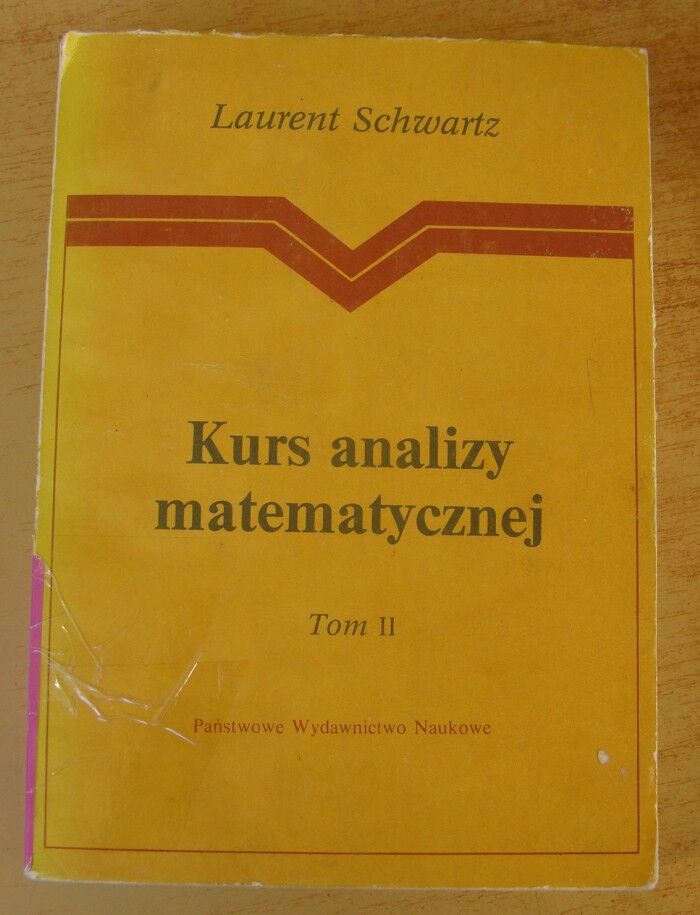 Laurent Schwartz
Kurs analizy
matematycznej
Tom II
Państwowe Wydawnictwo Naukowe